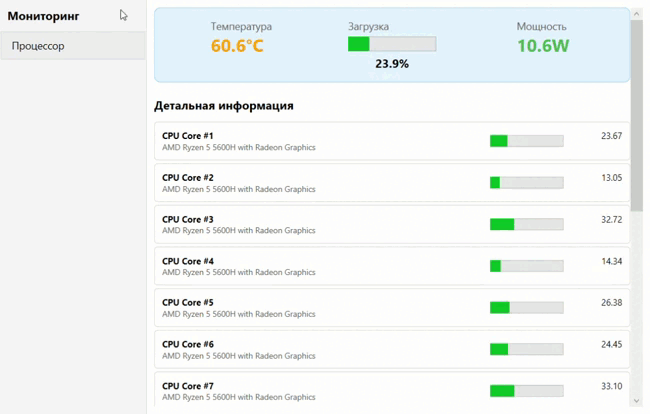 Мониторинг
Процессор
Температура
60.6°C
Загрузка
23.9%
Мощность
10.6W
Детальная информация
CPU Core #1
AMD Ryzen 5 5600H with Radeon Graphics
23.67
CPU Core #2
AMD Ryzen 5 5600H with Radeon Graphics
13.05
CPU Core #3
AMD Ryzen 5 5600H with Radeon Graphics
32.72
CPU Core #4
AMD Ryzen 5 5600H with Radeon Graphics
14.34
CPU Core #5
AMD Ryzen 5 5600H with Radeon Graphics
26.38
CPU Core #6
AMD Ryzen 5 5600H with Radeon Graphics
24.45
CPU Core #7
AMD Ryzen 5 5600H with Radeon Graphics
33.10